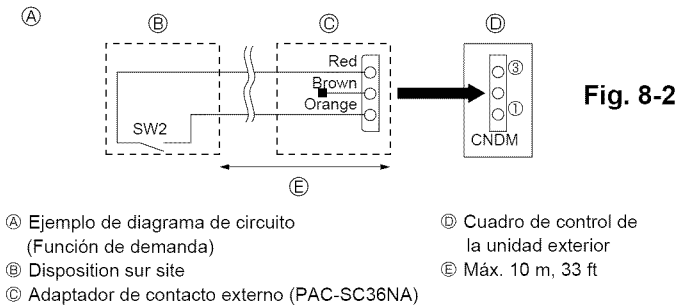 Ⓐ
Ⓑ
Ⓒ
Ⓓ
Red
Brown
Orange
SW2
③
①
CNDM
Fig. 8-2
Ⓔ
Ⓐ Ejemplo de diagrama de circuito
(Función de demanda)
Ⓑ Disposition sur site
Ⓒ Adaptador de contacto externo (PAC-SC36NA)
Ⓓ Cuadro de control de
la unidad exterior
Ⓔ Máx. 10 m, 33 ft